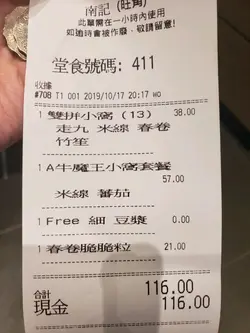 南記 (旺角)
此單需在一小時內使用
如逾時會被作廢，敬請留意!
堂食號碼: 411
收據
#708 T1 001 2019/10/17 20:17 WO
1 雙拼小窩 (13) 38.00
走九 米線 春卷
竹笙
1 A牛魔王小窩套餐
57.00
米線 蕃茄
1 Free 細 豆漿 0.00
1 春卷脆脆粒 21.00
合計 116.00
現金 116.00